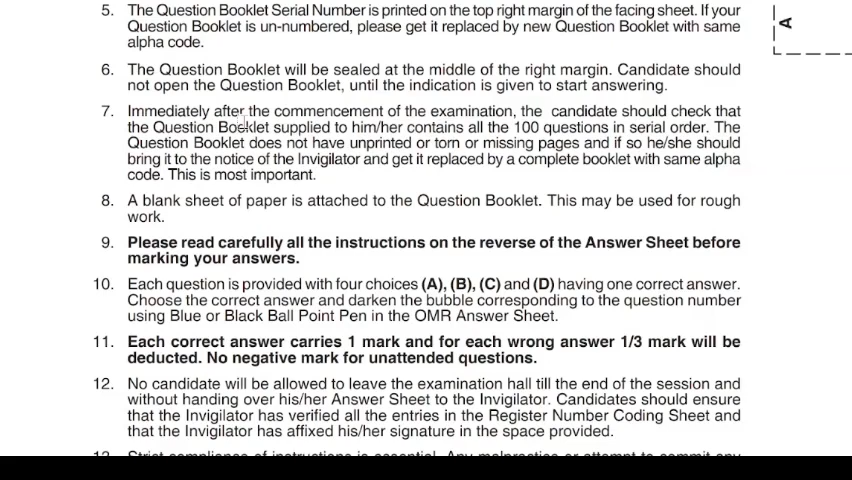 5. The Question Booklet Serial Number is printed on the top right margin of the facing sheet. If your
Question Booklet is un-numbered, please get it replaced by new Question Booklet with same
alpha code.
6. The Question Booklet will be sealed at the middle of the right margin. Candidate should
not open the Question Booklet, until the indication is given to start answering.
7. Immediately after the commencement of the examination, the candidate should check that
the Question Booklet supplied to him/her contains all the 100 questions in serial order. The
Question Booklet does not have unprinted or torn or missing pages and if so he/she should
bring it to the notice of the Invigilator and get it replaced by a complete booklet with same alpha
code. This is most important.
8. A blank sheet of paper is attached to the Question Booklet. This may be used for rough
work.
9. Please read carefully all the instructions on the reverse of the Answer Sheet before
marking your answers.
10. Each question is provided with four choices (A), (B), (C) and (D) having one correct answer.
Choose the correct answer and darken the bubble corresponding to the question number
using Blue or Black Ball Point Pen in the OMR Answer Sheet.
11. Each correct answer carries 1 mark and for each wrong answer 1/3 mark will be
deducted. No negative mark for unattended questions.
12. No candidate will be allowed to leave the examination hall till the end of the session and
without handing over his/her Answer Sheet to the Invigilator. Candidates should ensure
that the Invigilator has verified all the entries in the Register Number Coding Sheet and
that the Invigilator has affixed his/her signature in the space provided.
13. Strict compliance of instructions is essential. Any malpractice or attempt to commit any
A